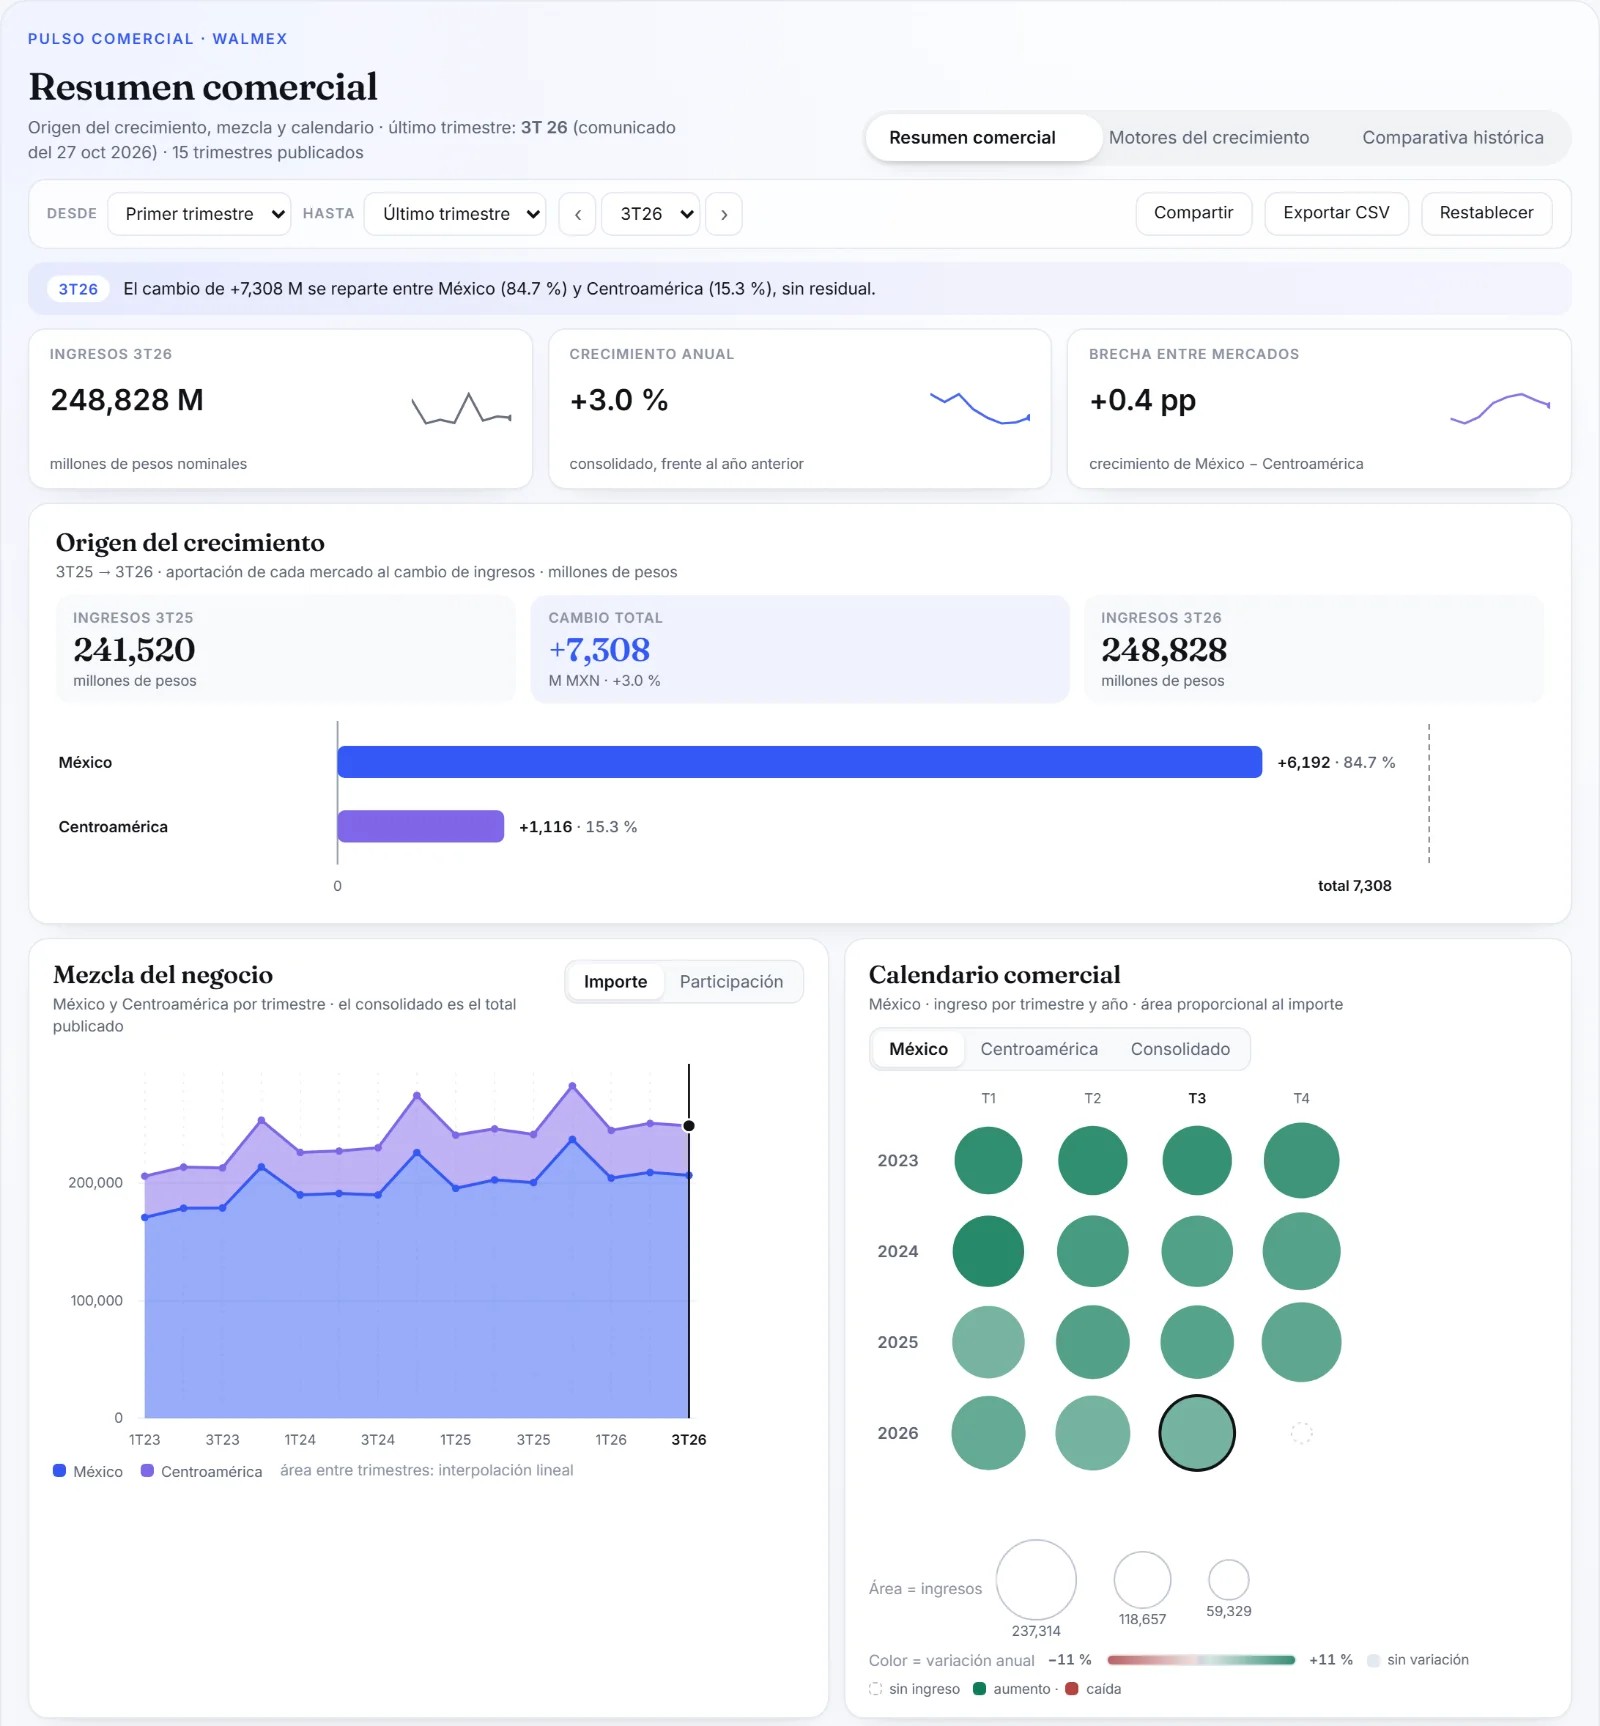 PULSO COMERCIAL · WALMEX
Resumen comercial
Origen del crecimiento, mezcla y calendario · último trimestre: 3T 26 (comunicado
del 27 oct 2026) · 15 trimestres publicados
Resumen comercial Motores del crecimiento Comparativa histórica
DESDE Primer trimestre HASTA Último trimestre ‹ 3T26 › Compartir Exportar CSV Restablecer
3T26 El cambio de +7,308 M se reparte entre México (84.7 %) y Centroamérica (15.3 %), sin residual.
INGRESOS 3T26
248,828 M
millones de pesos nominales
CRECIMIENTO ANUAL
+3.0 %
consolidado, frente al año anterior
BRECHA ENTRE MERCADOS
+0.4 pp
crecimiento de México − Centroamérica
Origen del crecimiento
3T25 → 3T26 · aportación de cada mercado al cambio de ingresos · millones de pesos
INGRESOS 3T25
241,520
millones de pesos
CAMBIO TOTAL
+7,308
M MXN · +3.0 %
INGRESOS 3T26
248,828
millones de pesos
México +6,192 · 84.7 %
Centroamérica +1,116 · 15.3 %
0 total 7,308
Mezcla del negocio
México y Centroamérica por trimestre · el consolidado es el total
publicado
Importe Participación
200,000
100,000
0
1T23 3T23 1T24 3T24 1T25 3T25 1T26 3T26
México Centroamérica área entre trimestres: interpolación lineal
Calendario comercial
México · ingreso por trimestre y año · área proporcional al importe
México Centroamérica Consolidado
T1 T2 T3 T4
2023
2024
2025
2026
Área = ingresos
237,314 118,657 59,329
Color = variación anual −11 % +11 % sin variación
sin ingreso aumento · caída